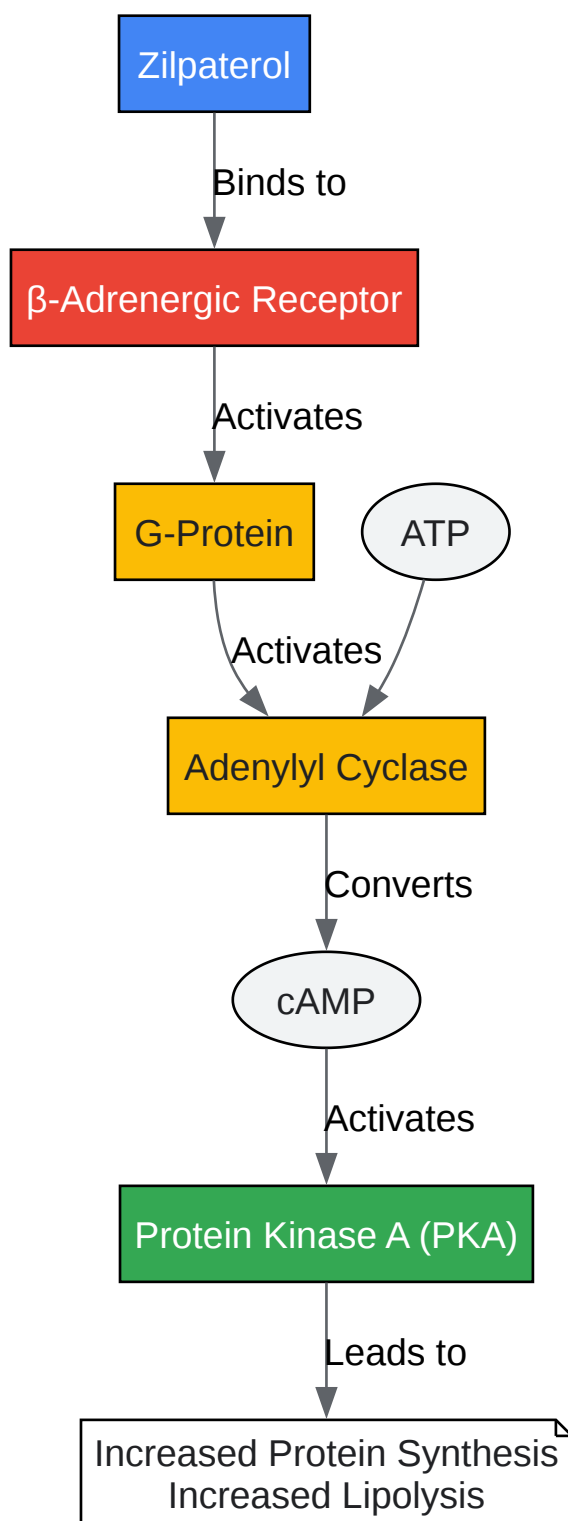 Zilpaterol
Binds to
β-Adrenergic Receptor
Activates
G-Protein
ATP
Activates
Adenylyl Cyclase
Converts
cAMP
Activates
Protein Kinase A (PKA)
Leads to
Increased Protein Synthesis
Increased Lipolysis